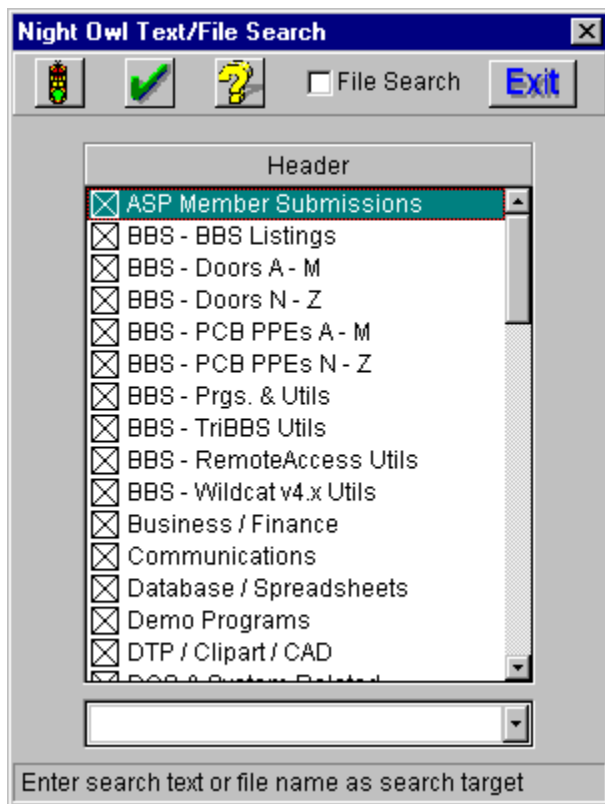 Night Owl Text/File Search
File Search
Exit
Header
ASP Member Submissions
BBS - BBS Listings
BBS - Doors A - M
BBS - Doors N - Z
BBS - PCB PPEs A - M
BBS - PCB PPEs N - Z
BBS - Prgs. & Utils
BBS - TriBBS Utils
BBS - RemoteAccess Utils
BBS - Wildcat v4.x Utils
Business / Finance
Communications
Database / Spreadsheets
Demo Programs
DTP / Clipart / CAD
DOS & System Related
Enter search text or file name as search target